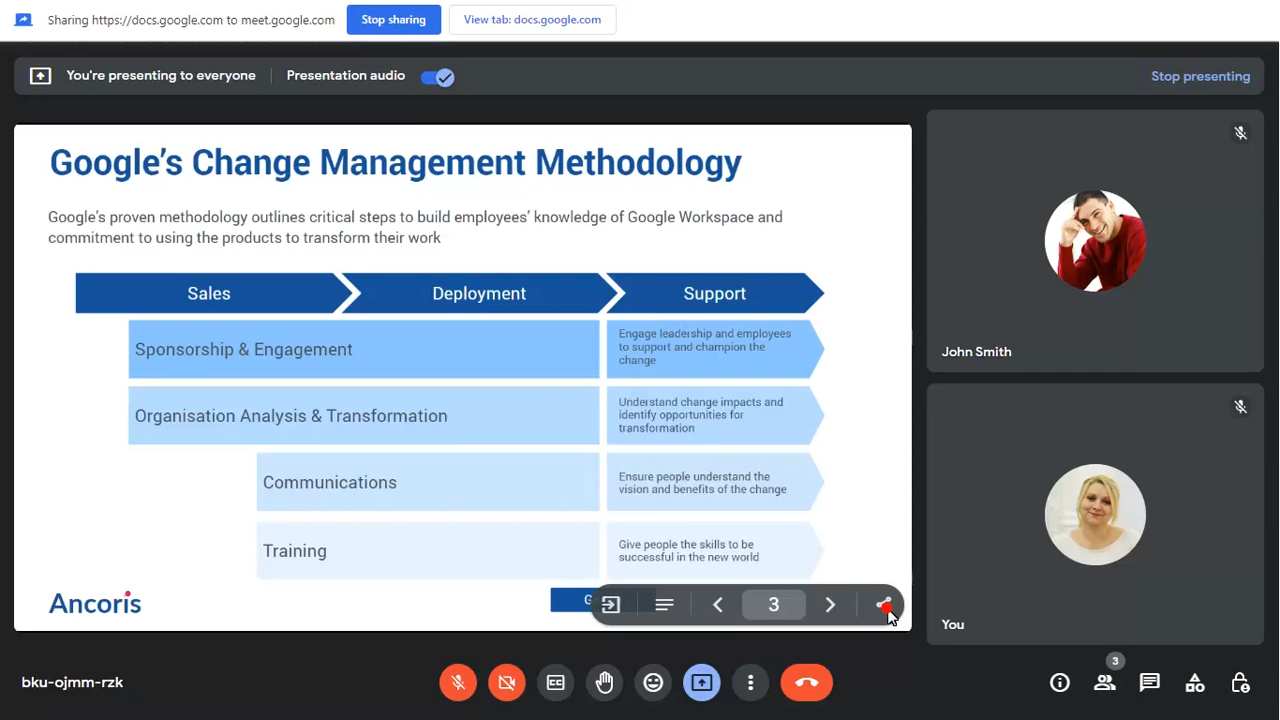 Sharing https://docs.google.com to meet.google.com
Stop sharing
View tab: docs.google.com
You're presenting to everyone
Presentation audio
Stop presenting
Google's Change Management Methodology
Google's proven methodology outlines critical steps to build employees' knowledge of Google Workspace and
commitment to using the products to transform their work
Sales
Deployment
Support
Sponsorship & Engagement
Engage leadership and employees
to support and champion the
change
Organisation Analysis & Transformation
Understand change impacts and
identify opportunities for
transformation
Communications
Ensure people understand the
vision and benefits of the change
Training
Give people the skills to be
successful in the new world
Ancoris
3
John Smith
You
bku-ojmm-rzk
CC
3